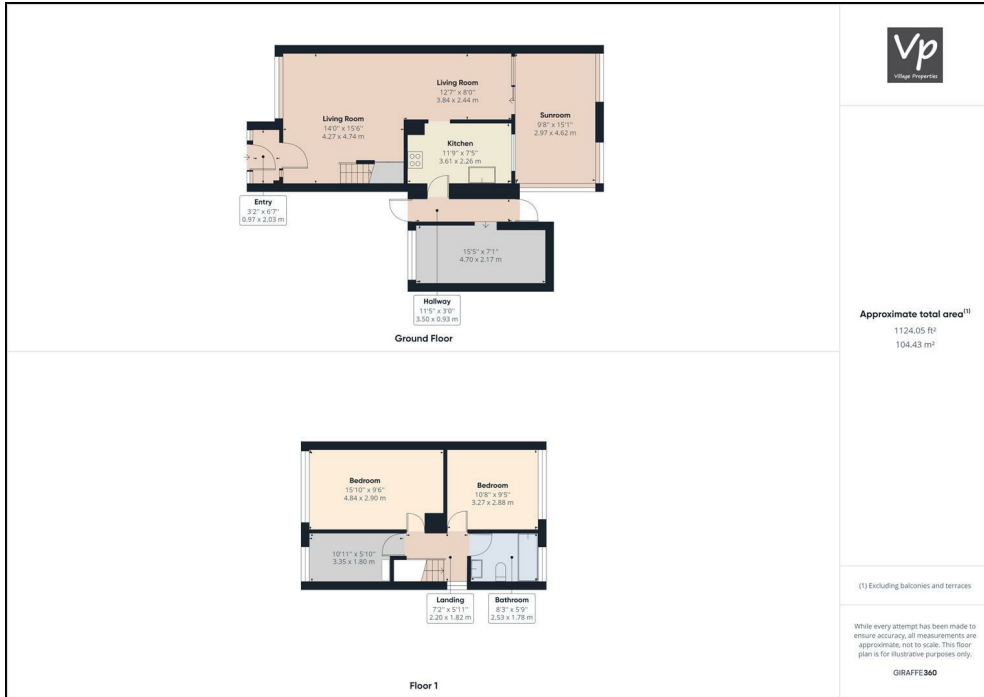 Living Room
12'7" x 8'0"
3.84 x 2.44 m
Living Room
14'0" x 15'6"
4.27 x 4.74 m
Sunroom
9'8" x 15'1"
2.97 x 4.62 m
Kitchen
11'9" x 7'5"
3.61 x 2.26 m
Entry
3'2" x 6'7"
0.97 x 2.03 m
15'5" x 7'1"
4.70 x 2.17 m
Hallway
11'5" x 3'0"
3.50 x 0.93 m
Ground Floor
Bedroom
15'10" x 9'6"
4.84 x 2.90 m
Bedroom
10'8" x 9'5"
3.27 x 2.88 m
10'11" x 5'10"
3.35 x 1.80 m
Landing
7'2" x 5'11"
2.20 x 1.82 m
Bathroom
8'3" x 5'9"
2.53 x 1.78 m
Floor 1
Vp
Village Properties
Approximate total area(1)
1124.05 ft²
104.43 m²
(1) Excluding balconies and terraces
While every attempt has been made to
ensure accuracy, all measurements are
approximate, not to scale. This floor
plan is for illustrative purposes only.
GIRAFFE360